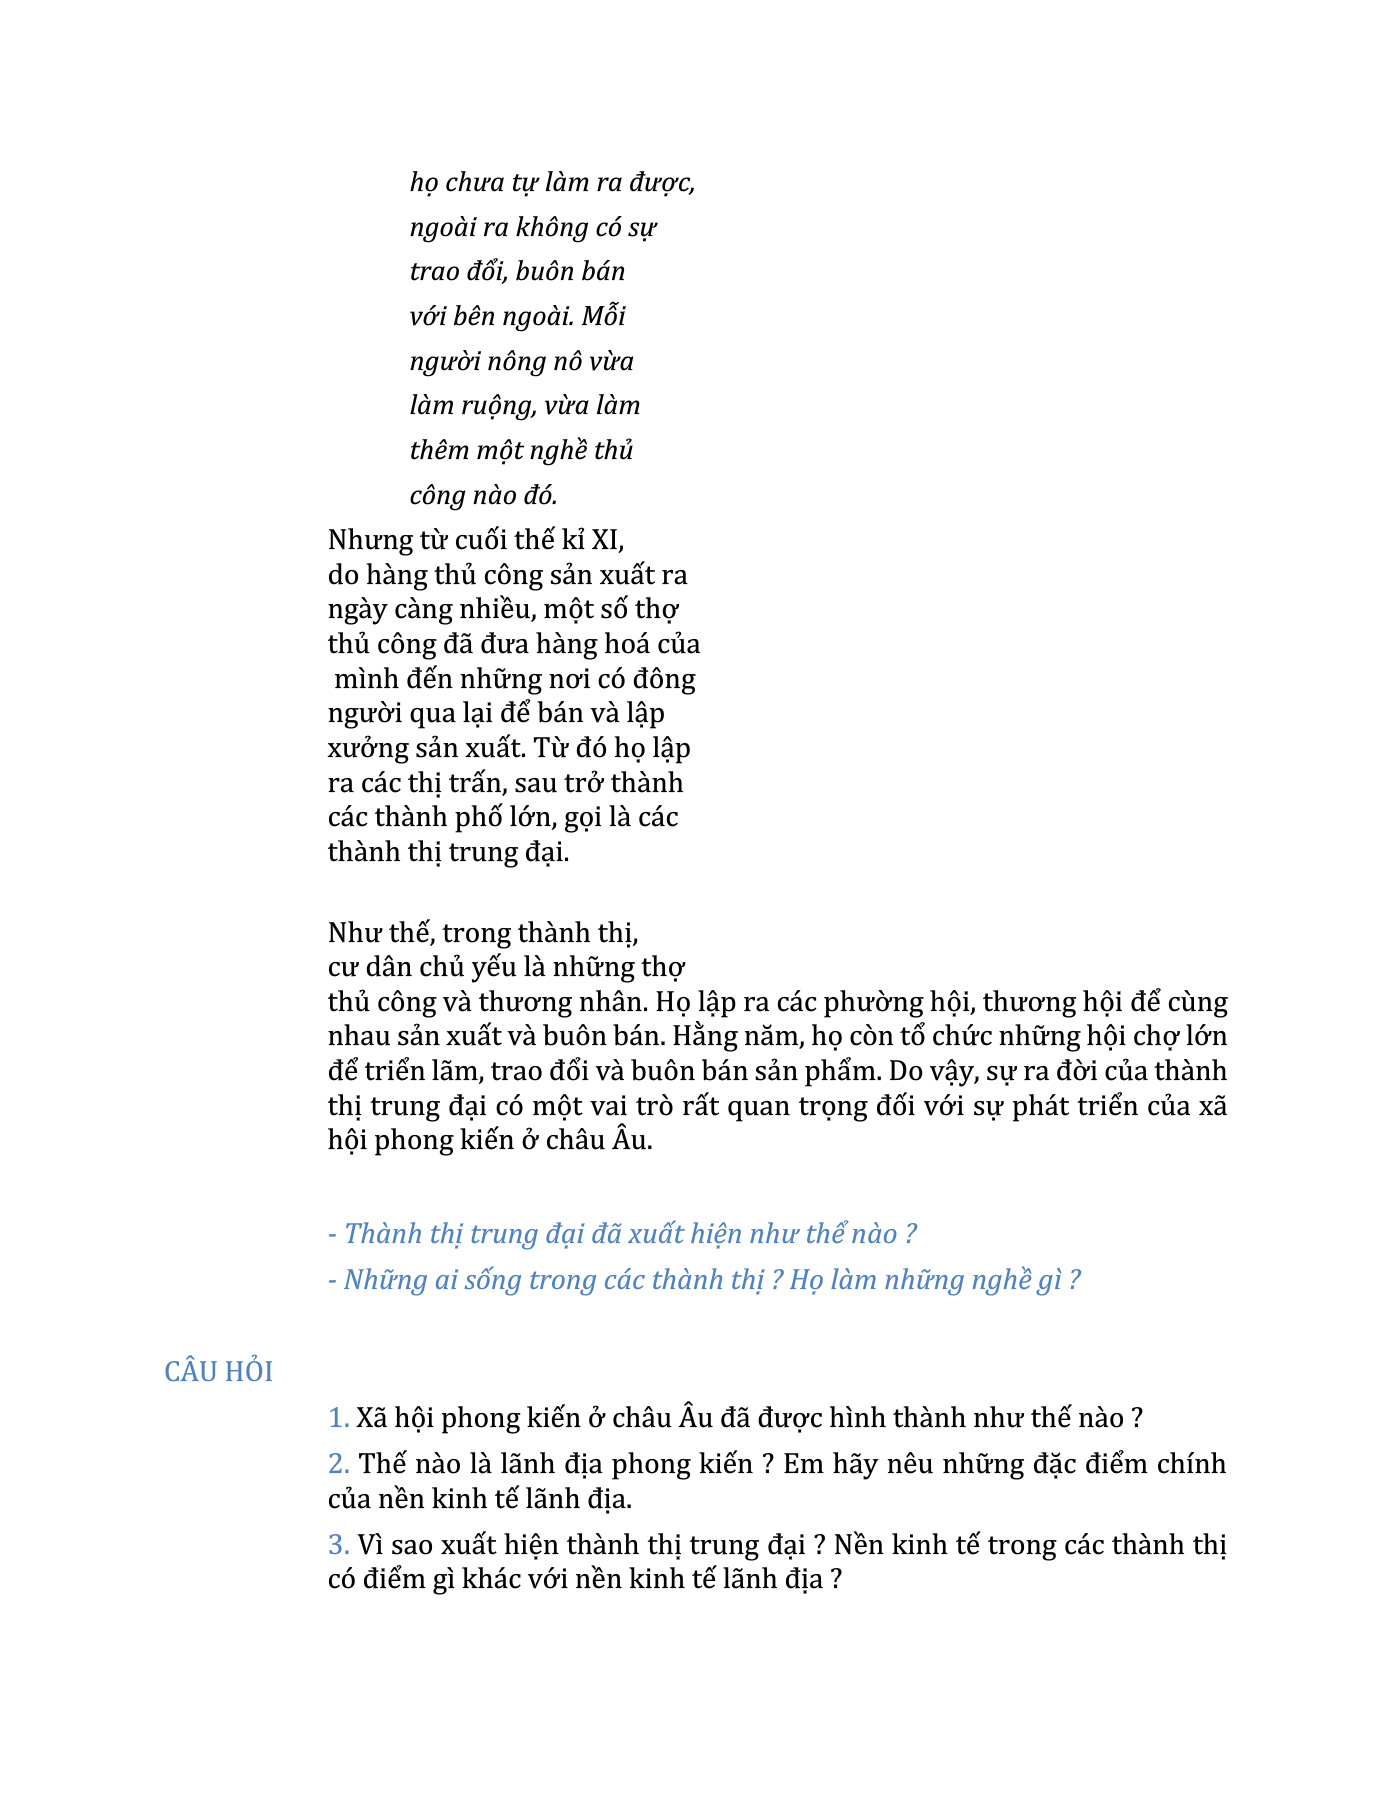 họ chưa tự làm ra được,
ngoài ra không có sự
trao đổi, buôn bán
với bên ngoài. Mỗi
người nông nô vừa
làm ruộng, vừa làm
thêm một nghề thủ
công nào đó.
Nhưng từ cuối thế kỉ XI,
do hàng thủ công sản xuất ra
ngày càng nhiều, một số thợ
thủ công đã đưa hàng hoá của
mình đến những nơi có đông
người qua lại để bán và lập
xưởng sản xuất. Từ đó họ lập
ra các thị trấn, sau trở thành
các thành phố lớn, gọi là các
thành thị trung đại.
Như thế, trong thành thị,
cư dân chủ yếu là những thợ
thủ công và thương nhân. Họ lập ra các phường hội, thương hội để cùng
nhau sản xuất và buôn bán. Hằng năm, họ còn tổ chức những hội chợ lớn
để triển lãm, trao đổi và buôn bán sản phẩm. Do vậy, sự ra đời của thành
thị trung đại có một vai trò rất quan trọng đối với sự phát triển của xã
hội phong kiến ở châu Âu.
- Thành thị trung đại đã xuất hiện như thể nào ?
- Những ai sống trong các thành thị ? Họ làm những nghề gì ?
CÂU HỎI
1. Xã hội phong kiến ở châu Âu đã được hình thành như thế nào ?
2. Thế nào là lãnh địa phong kiến ? Em hãy nêu những đặc điểm chính
của nền kinh tế lãnh địa.
3. Vì sao xuất hiện thành thị trung đại ? Nền kinh tế trong các thành thị
có điểm gì khác với nền kinh tế lãnh địa ?